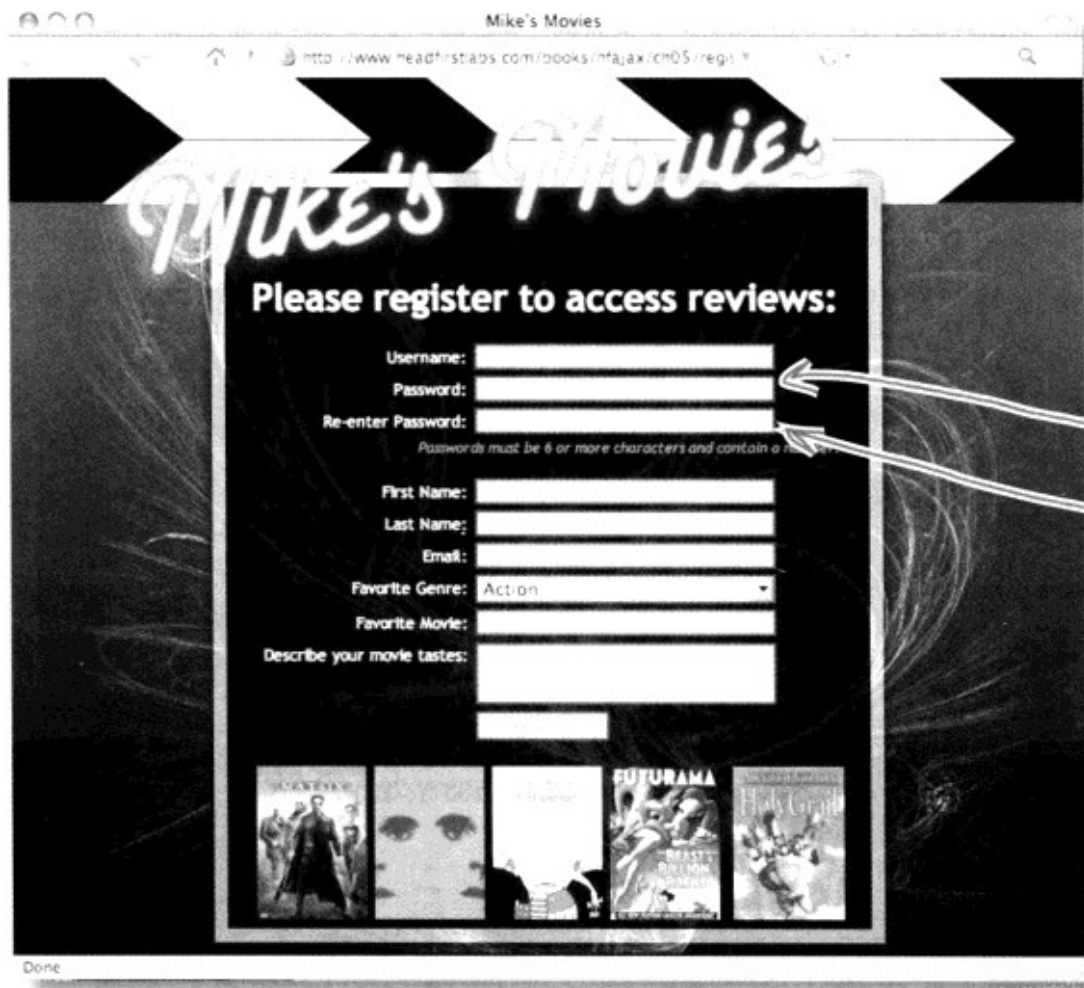 Mike's Movies
http://www.headfirstlabs.com/books/hfajax/ch05/regis
Mike's Movies
Please register to access reviews:
Username:
Password:
Re-enter Password:
Passwords must be 6 or more characters and contain a
First Name:
Last Name:
Email:
Favorite Genre: Action
Favorite Movie:
Describe your movie tastes:
FUTURAMA
BEAST
BILLION
Holy Grail
Done